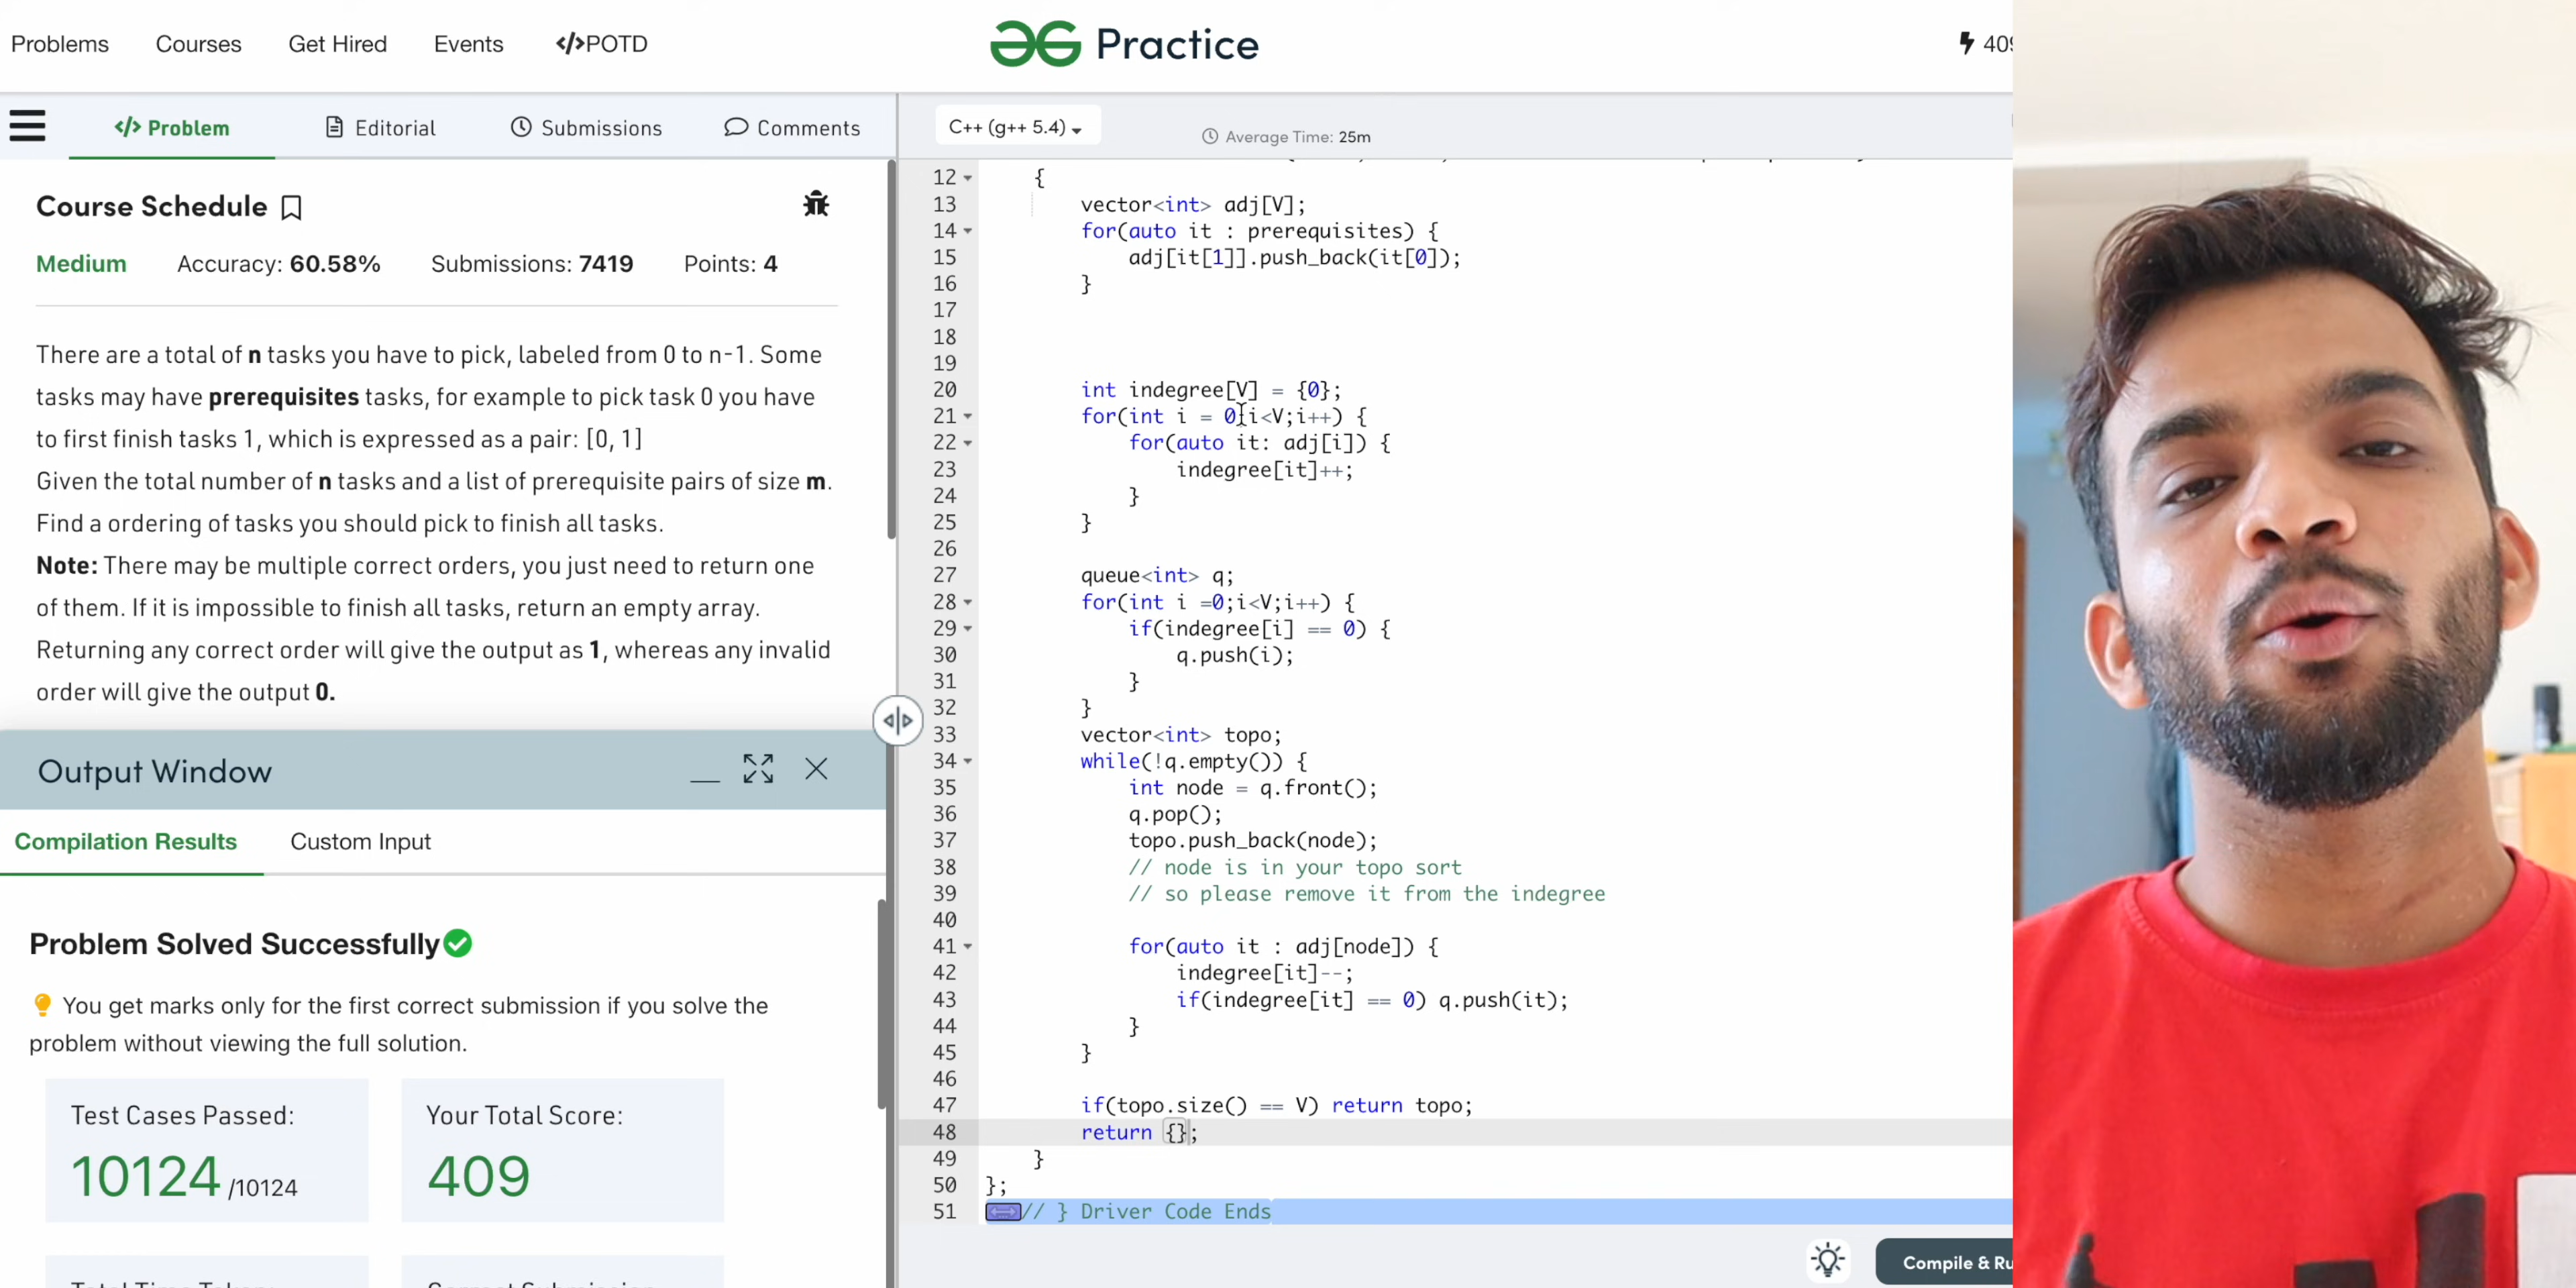 Problems Courses Get Hired Events </>POTD
Practice
Problem Editorial Submissions Comments
C++ (g++ 5.4)
Average Time: 25m
Course Schedule
Medium Accuracy: 60.58% Submissions: 7419 Points: 4
There are a total of n tasks you have to pick, labeled from 0 to n-1. Some
tasks may have prerequisites tasks, for example to pick task 0 you have
to first finish tasks 1, which is expressed as a pair: [0, 1]
Given the total number of n tasks and a list of prerequisite pairs of size m.
Find a ordering of tasks you should pick to finish all tasks.
Note: There may be multiple correct orders, you just need to return one
of them. If it is impossible to finish all tasks, return an empty array.
Returning any correct order will give the output as 1, whereas any invalid
order will give the output 0.
Output Window
Compilation Results Custom Input
Problem Solved Successfully
You get marks only for the first correct submission if you solve the
problem without viewing the full solution.
Test Cases Passed:
10124 /10124
Your Total Score:
409
12 {
13 vector<int> adj[V];
14 for(auto it : prerequisites) {
15 adj[it[1]].push_back(it[0]);
16 }
17
18
19
20 int indegree[V] = {0};
21 for(int i = 0;i<V;i++) {
22 for(auto it: adj[i]) {
23 indegree[it]++;
24 }
25 }
26
27 queue<int> q;
28 for(int i =0;i<V;i++) {
29 if(indegree[i] == 0) {
30 q.push(i);
31 }
32 }
33 vector<int> topo;
34 while(!q.empty()) {
35 int node = q.front();
36 q.pop();
37 topo.push_back(node);
38 // node is in your topo sort
39 // so please remove it from the indegree
40
41 for(auto it : adj[node]) {
42 indegree[it]--;
43 if(indegree[it] == 0) q.push(it);
44 }
45 }
46
47 if(topo.size() == V) return topo;
48 return {};
49 }
50 };
51 // } Driver Code Ends
Compile & Ru